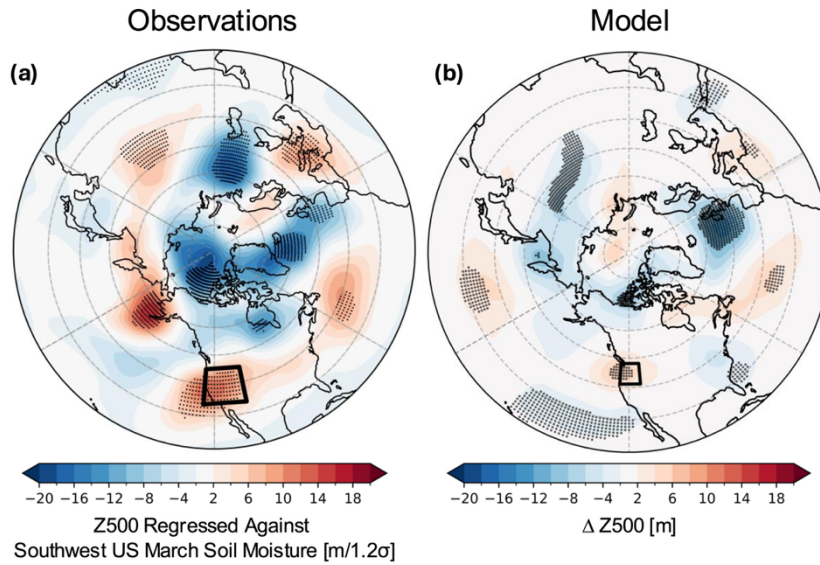 Observations
Model
(a)
(b)
−20 −16 −12 −8 −4 2 6 10 14 18
−20 −16 −12 −8 −4 2 6 10 14 18
Z500 Regressed Against
Southwest US March Soil Moisture [m/1.2σ]
Δ Z500 [m]